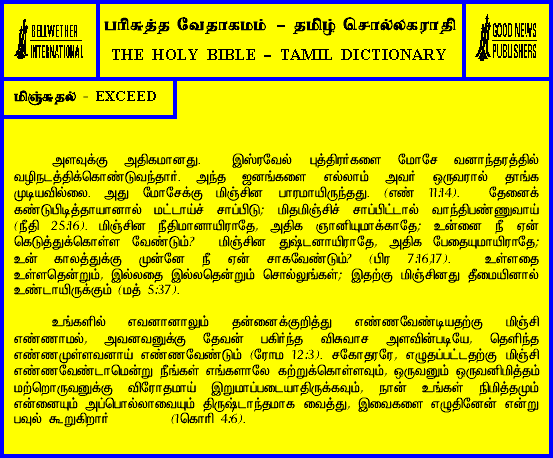 BELLWETHER
INTERNATIONAL
பரிசுத்த வேதாகமம் – தமிழ் சொல்லகராதி
THE HOLY BIBLE – TAMIL DICTIONARY
GOOD NEWS
PUBLISHERS
மிஞ்சுதல் - EXCEED
அளவுக்கு அதிகமானது. இஸ்ரவேல் புத்திரர்களை மோசே வனாந்தரத்தில்
வழிநடத்திக்கொண்டுவந்தார். அந்த ஜனங்களை எல்லாம் அவர் ஒருவரால் தாங்க
முடியவில்லை. அது மோசேக்கு மிஞ்சின பாரமாயிருந்தது. (எண் 11:14). தேனைக்
கண்டுபிடித்தாயானால் மட்டாய்ச் சாப்பிடு; மிதமிஞ்சிச் சாப்பிட்டால் வாந்திபண்ணுவாய்
(நீதி 25:16). மிஞ்சின நீதிமானாயிராதே, அதிக ஞானியுமாக்காதே; உன்னை நீ ஏன்
கெடுத்துக்கொள்ள வேண்டும்? மிஞ்சின துஷ்டனாயிராதே, அதிக பேதையுமாயிராதே;
உன் காலத்துக்கு முன்னே நீ ஏன் சாகவேண்டும்? (பிர 7:16,17). உள்ளதை
உள்ளதென்றும், இல்லதை இல்லதென்றும் சொல்லுங்கள்; இதற்கு மிஞ்சினது தீமையினால்
உண்டாயிருக்கும் (மத் 5:37).
உங்களில் எவனானாலும் தன்னைக்குறித்து எண்ணவேண்டியதற்கு மிஞ்சி
எண்ணாமல், அவனவனுக்கு தேவன் பகிர்ந்த விசுவாச அளவின்படியே, தெளிந்த
எண்ணமுள்ளவனாய் எண்ணவேண்டும் (ரோம 12:3). சகோதரரே, எழுதப்பட்டதற்கு மிஞ்சி
எண்ணவேண்டாமென்று நீங்கள் எங்களாலே கற்றுக்கொள்ளவும், ஒருவனும் ஒருவனிமித்தம்
மற்றொருவனுக்கு விரோதமாய் இறுமாப்படையாதிருக்கவும், நான் உங்கள் நிமித்தமும்
என்னையும் அப்பொல்லாவையும் திருஷ்டாந்தமாக வைத்து, இவைகளை எழுதினேன் என்று
பவுல் கூறுகிறார் (1கொரி 4:6).